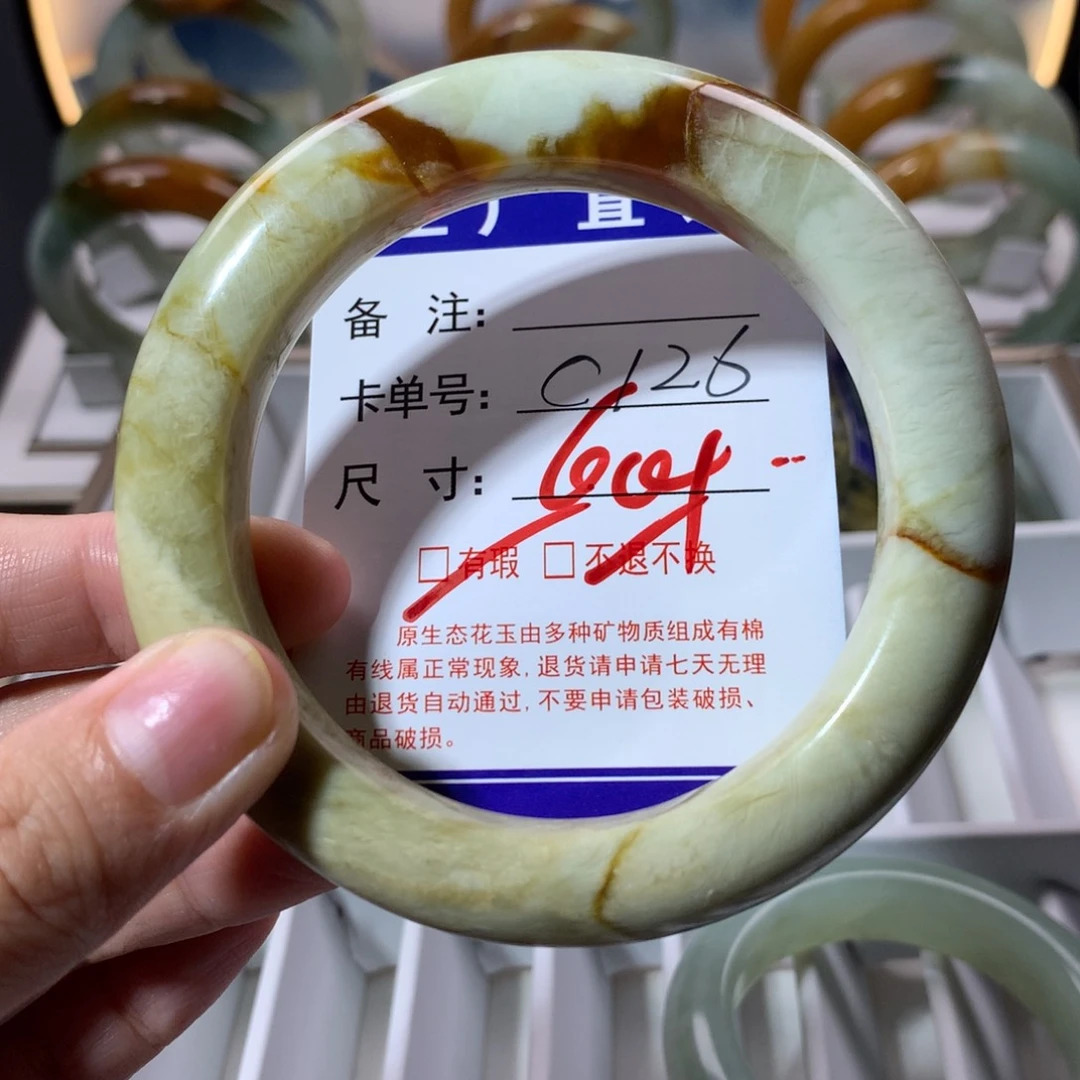 厂 直
备 注:
卡单号: C126
尺 寸:
□有瑕 □不退不换
原生态花玉由多种矿物质组成有棉
有线属正常现象,退货请申请七天无理
由退货自动通过,不要申请包装破损、
商品破损。